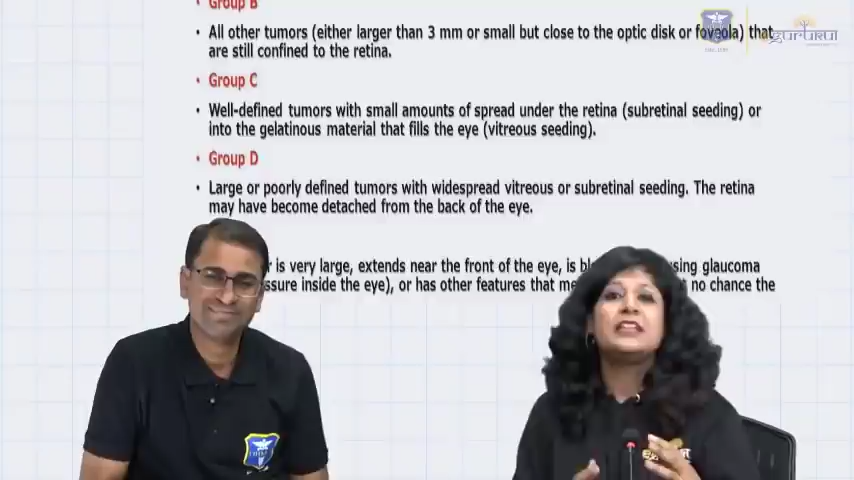 Group B
• All other tumors (either larger than 3 mm or small but close to the optic disk or foveola) that
are still confined to the retina.
• Group C
• Well-defined tumors with small amounts of spread under the retina (subretinal seeding) or
into the gelatinous material that fills the eye (vitreous seeding).
• Group D
• Large or poorly defined tumors with widespread vitreous or subretinal seeding. The retina
may have become detached from the back of the eye.
is very large, extends near the front of the eye, is glaucoma
inside the eye), or has other features that no chance the
gurukul